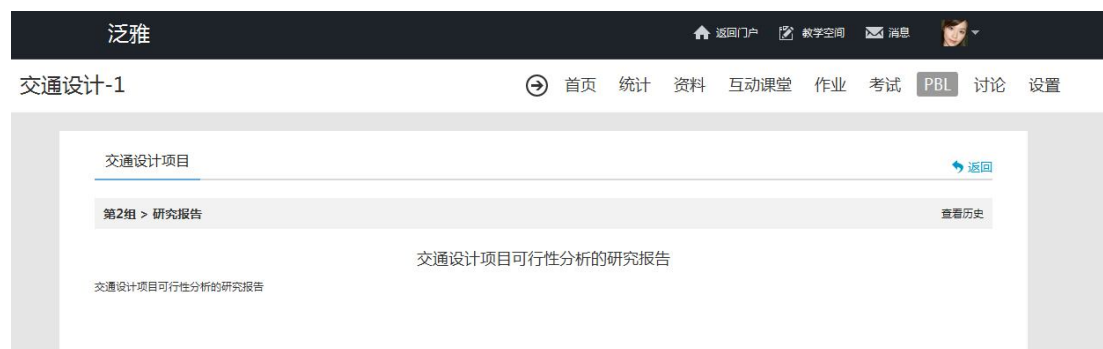 泛雅 返回门户 教学空间 消息
交通设计-1 首页 统计 资料 互动课堂 作业 考试 PBL 讨论 设置
交通设计项目 返回
第2组 > 研究报告 查看历史
交通设计项目可行性分析的研究报告
交通设计项目可行性分析的研究报告